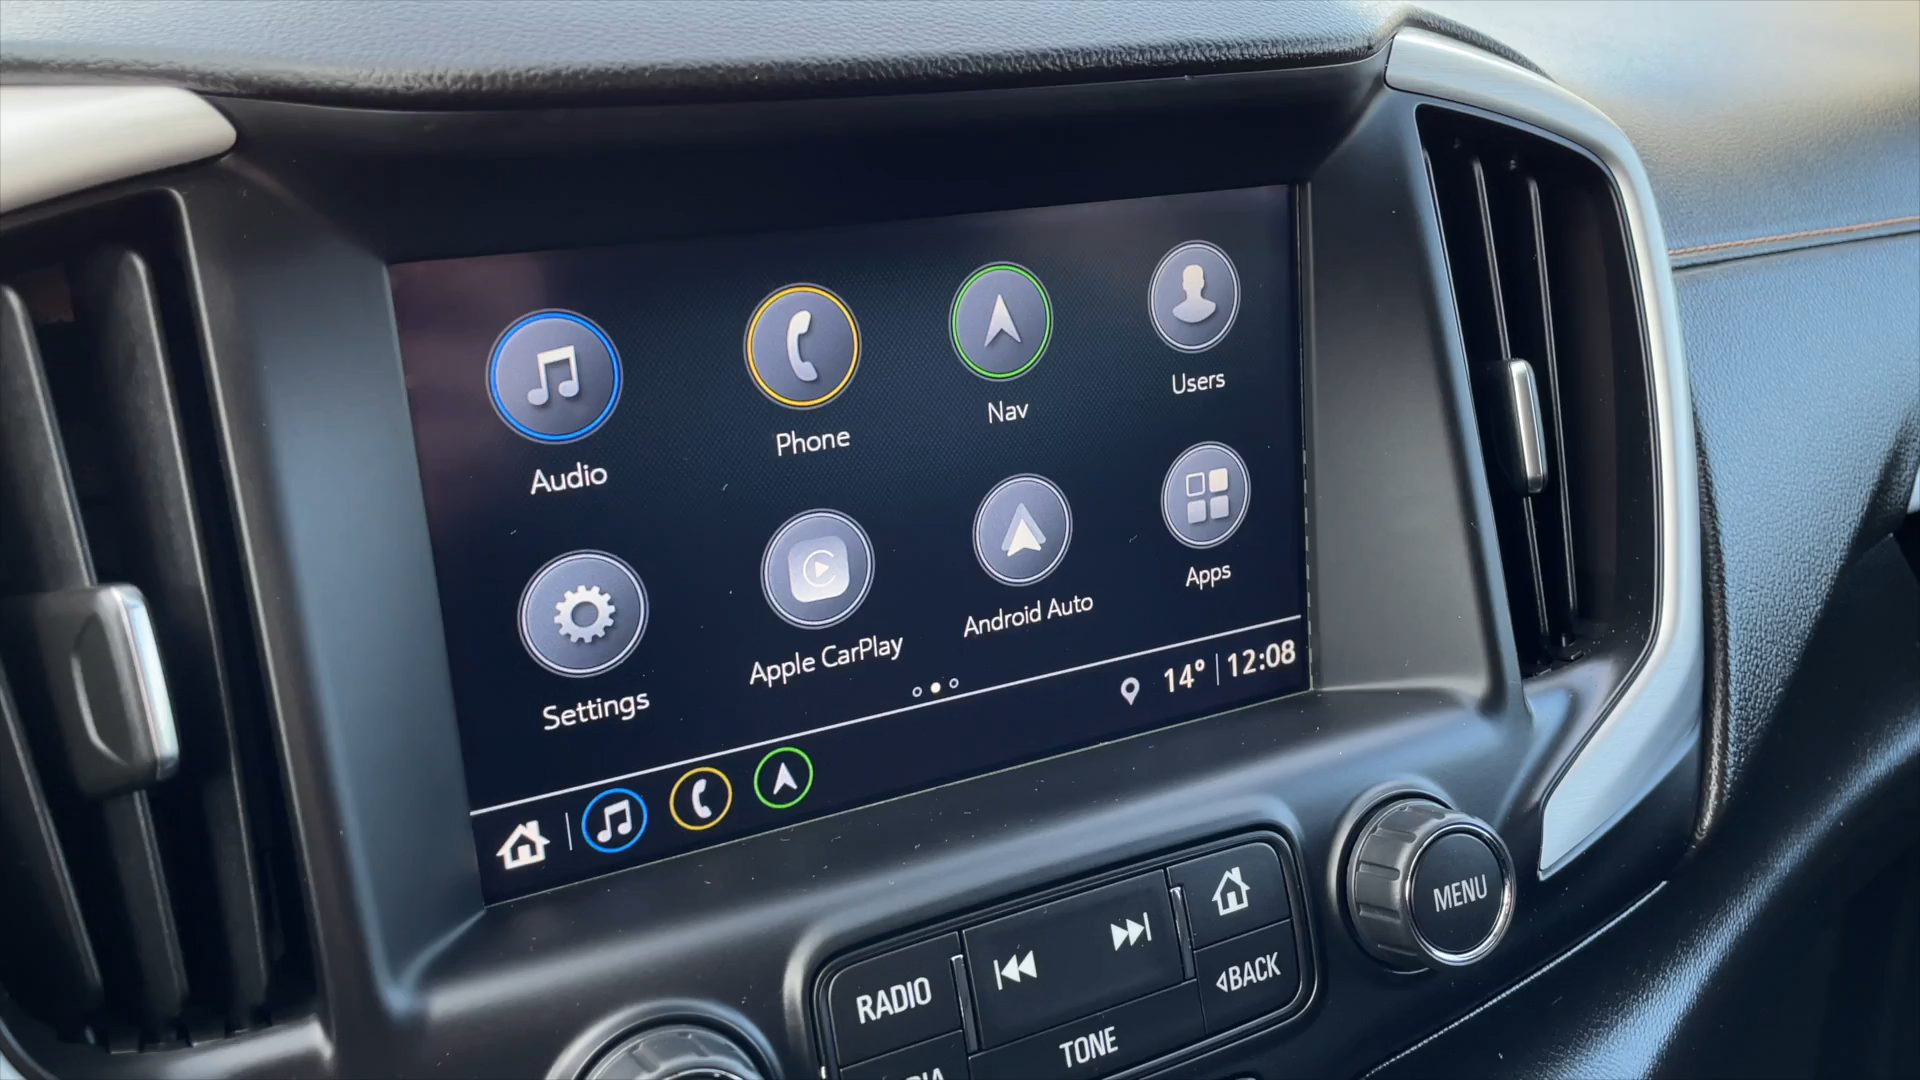 Audio
Phone
Nav
Users
Settings
Apple CarPlay
Android Auto
Apps
14° 12:08
RADIO
TONE
BACK
MENU